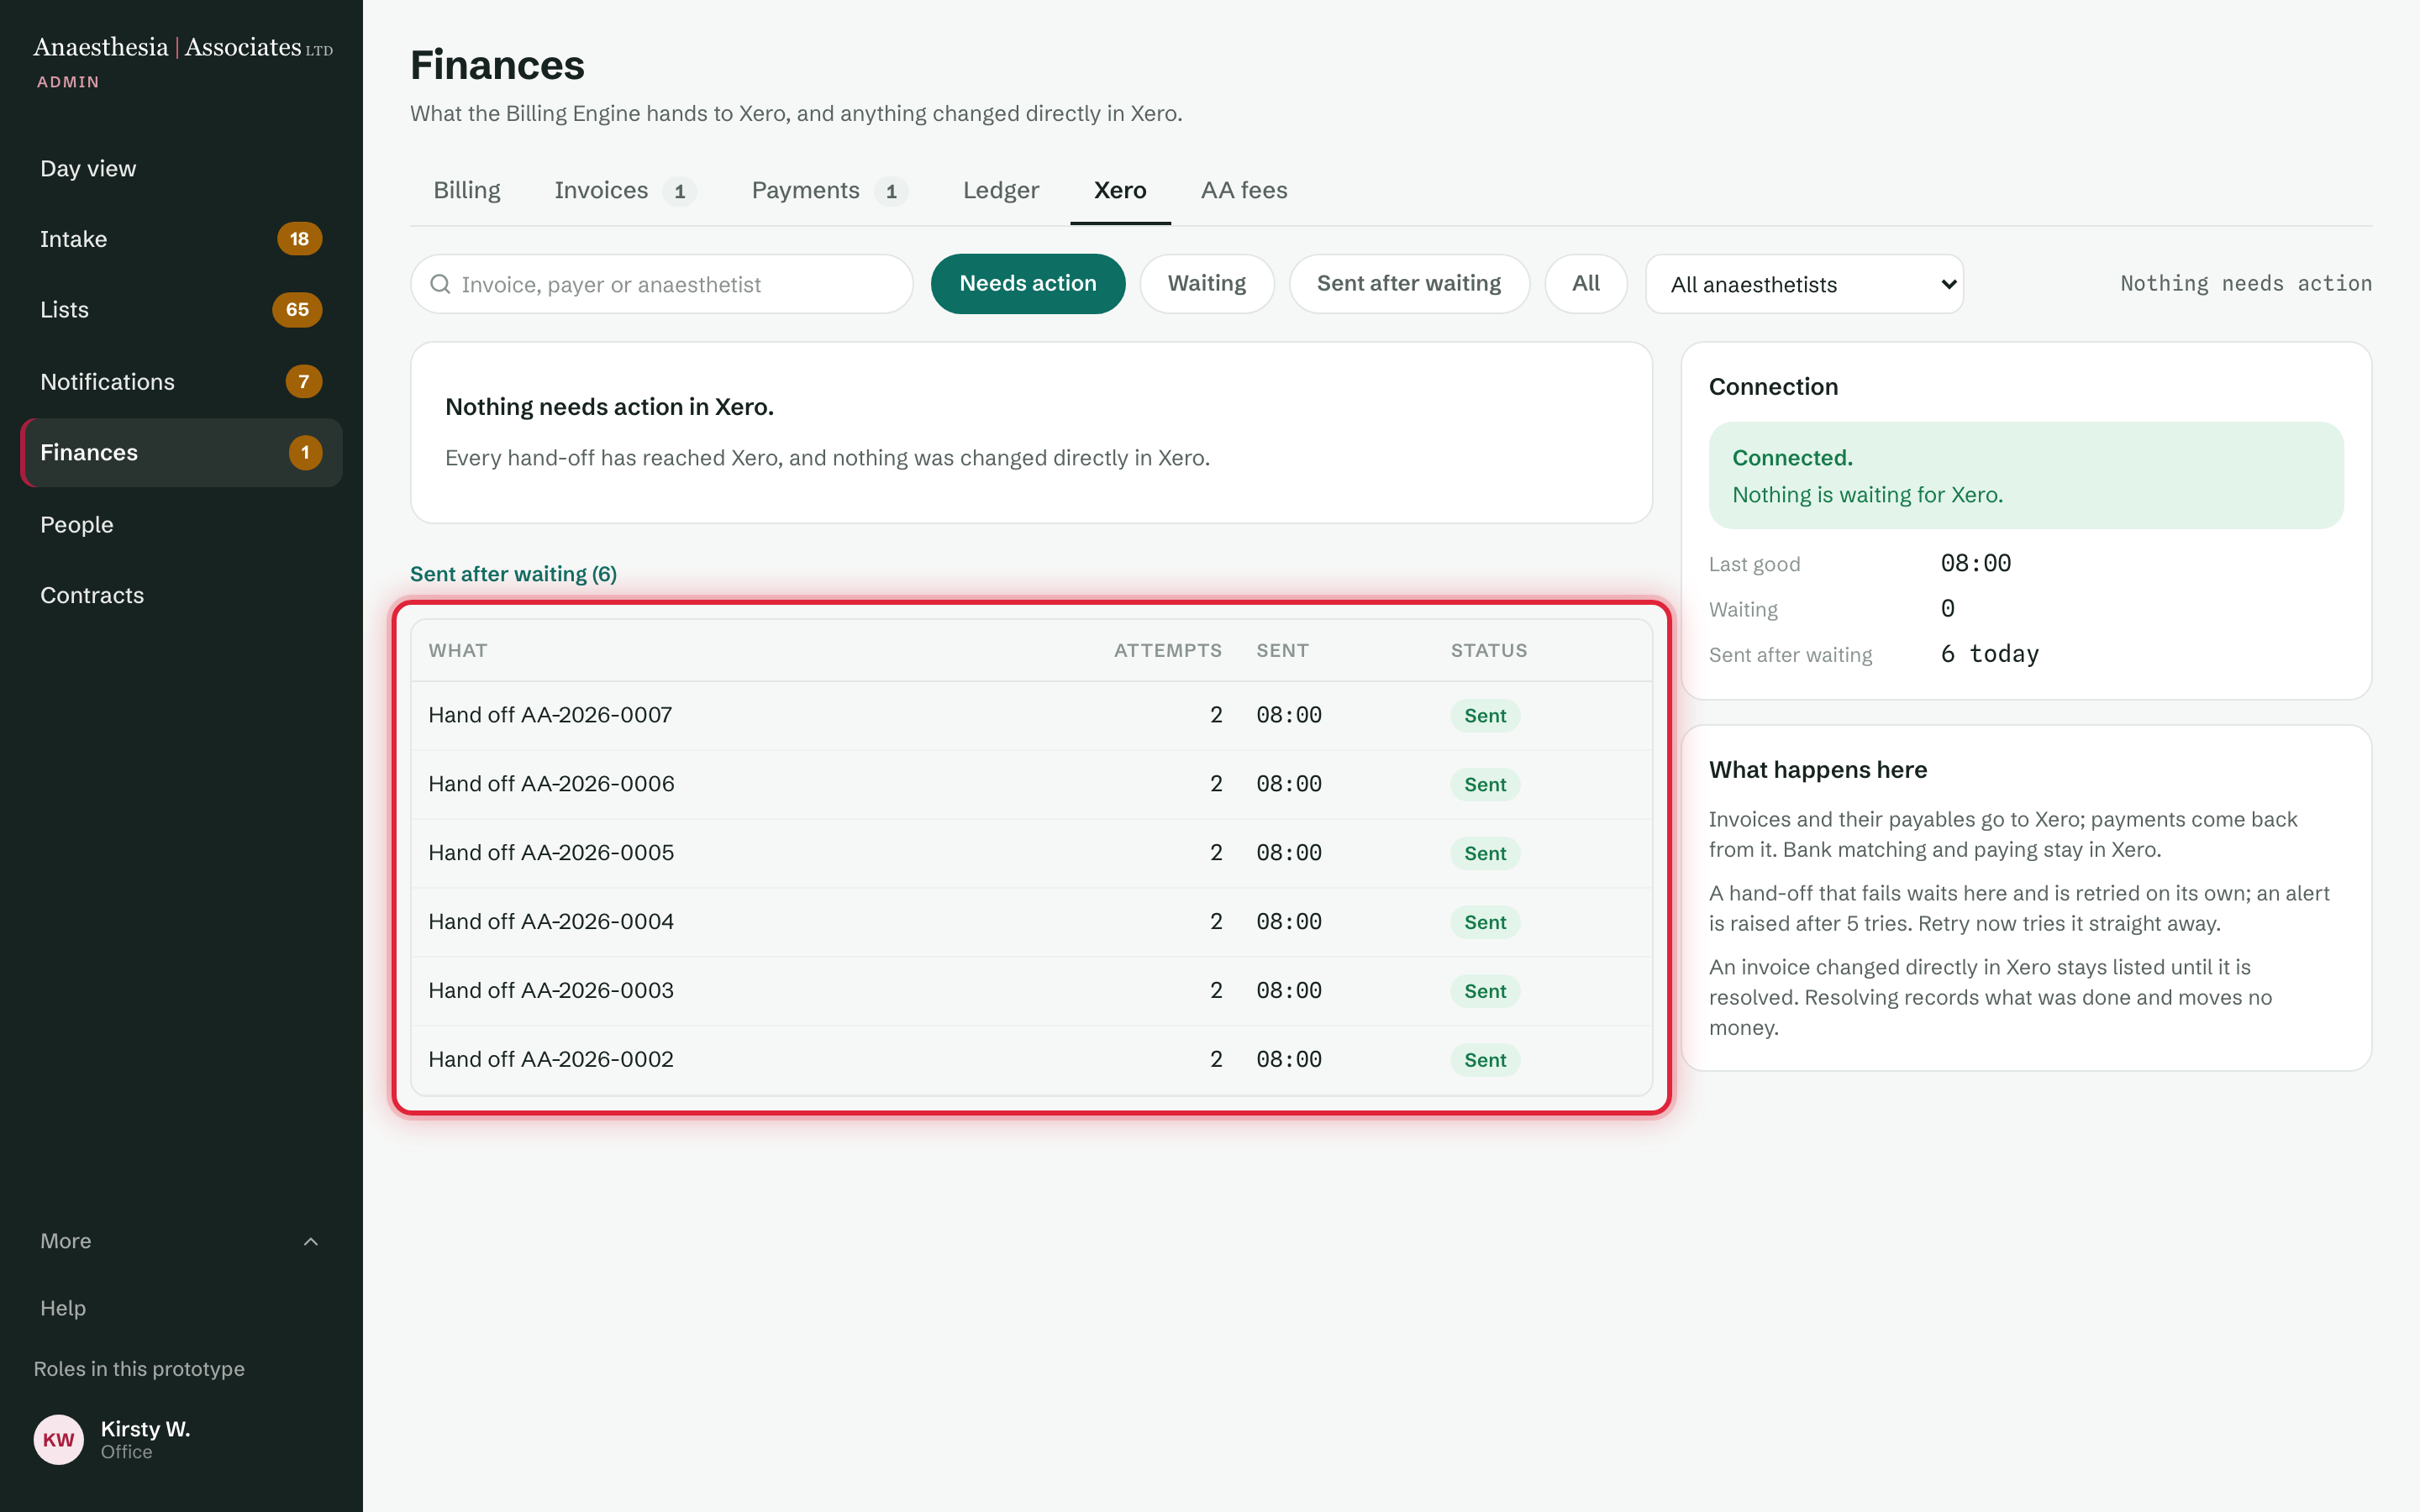 Anaesthesia | Associates LTD
ADMIN
Day view
Intake 18
Lists 65
Notifications 7
Finances 1
People
Contracts
More
Help
Roles in this prototype
KW
Kirsty W.
Office
Finances
What the Billing Engine hands to Xero, and anything changed directly in Xero.
Billing Invoices 1 Payments 1 Ledger Xero AA fees
Invoice, payer or anaesthetist Needs action Waiting Sent after waiting All All anaesthetists Nothing needs action
Nothing needs action in Xero.
Every hand-off has reached Xero, and nothing was changed directly in Xero.
Sent after waiting (6)
WHAT ATTEMPTS SENT STATUS
Hand off AA-2026-0007 2 08:00 Sent
Hand off AA-2026-0006 2 08:00 Sent
Hand off AA-2026-0005 2 08:00 Sent
Hand off AA-2026-0004 2 08:00 Sent
Hand off AA-2026-0003 2 08:00 Sent
Hand off AA-2026-0002 2 08:00 Sent
Connection
Connected.
Nothing is waiting for Xero.
Last good 08:00
Waiting 0
Sent after waiting 6 today
What happens here
Invoices and their payables go to Xero; payments come back
from it. Bank matching and paying stay in Xero.
A hand-off that fails waits here and is retried on its own; an alert
is raised after 5 tries. Retry now tries it straight away.
An invoice changed directly in Xero stays listed until it is
resolved. Resolving records what was done and moves no
money.